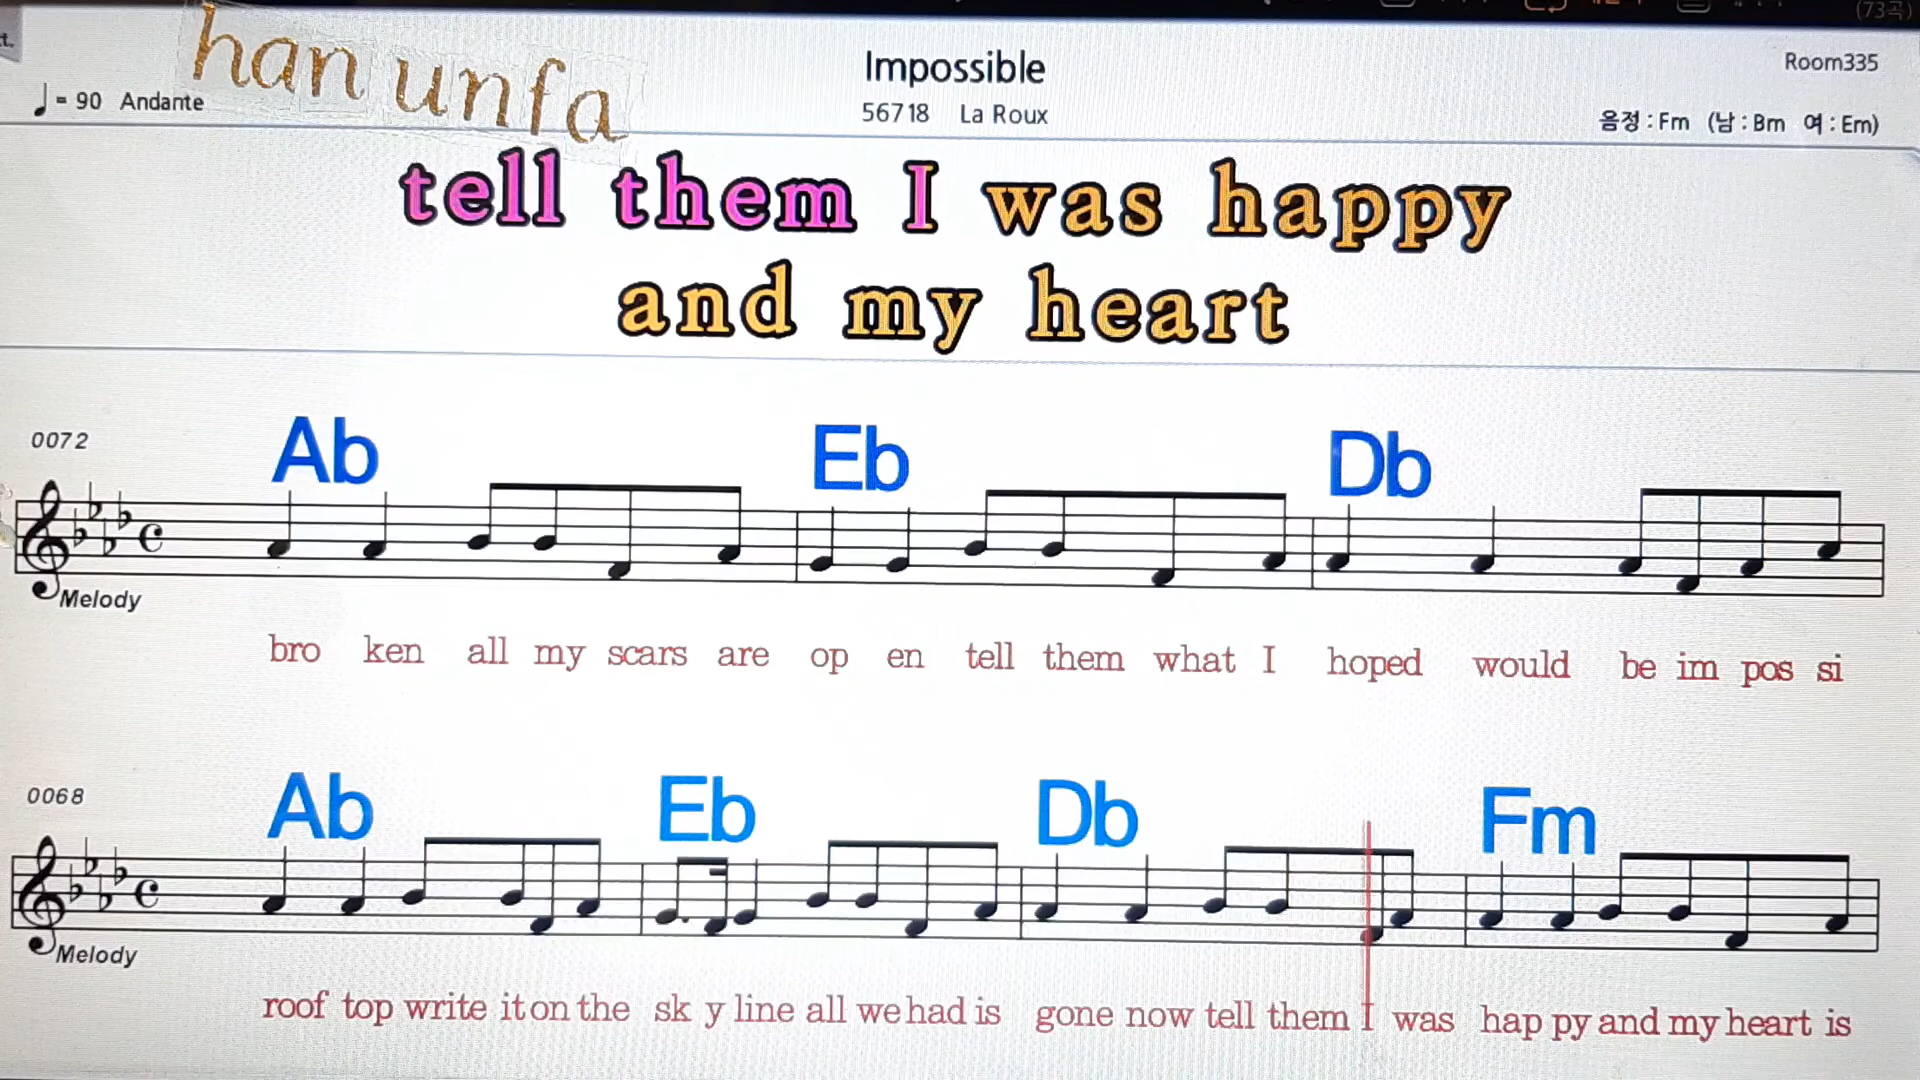 (73곡)
t.
han unfa
Impossible
Room335
= 90 Andante
56718 La Roux
음정 : Fm (남 : Bm 여 : Em)
tell them I was happy
and my heart
0072
Ab Eb Db
Melody
bro ken all my scars are op en tell them what I hoped would be im pos si
0068
Ab Eb Db Fm
Melody
roof top write it on the sk y line all we had is gone now tell them I was hap py and my heart is